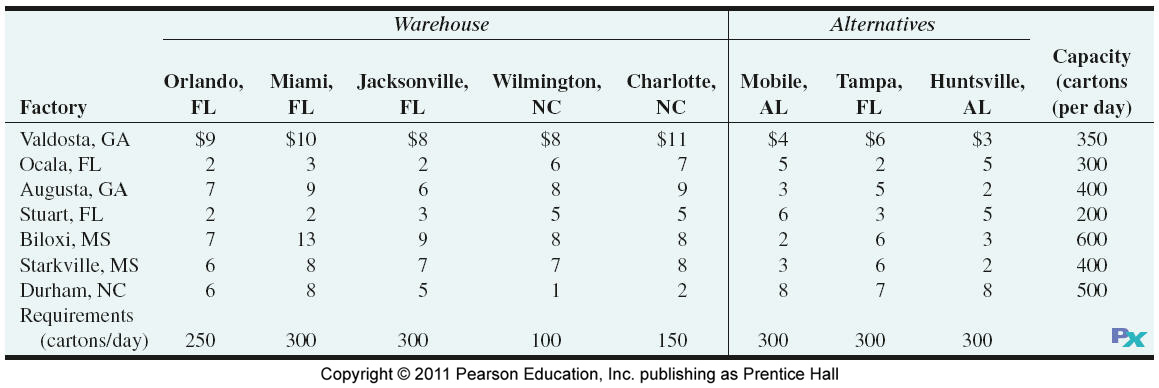 Warehouse Alternatives
Factory Orlando, FL Miami, FL Jacksonville, FL Wilmington, NC Charlotte, NC Mobile, AL Tampa, FL Huntsville, AL Capacity (cartons (per day)
Valdosta, GA $9 $10 $8 $8 $11 $4 $6 $3 350
Ocala, FL 2 3 2 6 7 5 2 5 300
Augusta, GA 7 9 6 8 9 3 5 2 400
Stuart, FL 2 2 3 5 5 6 3 5 200
Biloxi, MS 7 13 9 8 8 2 6 3 600
Starkville, MS 6 8 7 7 8 3 6 2 400
Durham, NC 6 8 5 1 2 8 7 8 500
Requirements
(cartons/day) 250 300 300 100 150 300 300 300
PX
Copyright © 2011 Pearson Education, Inc. publishing as Prentice Hall